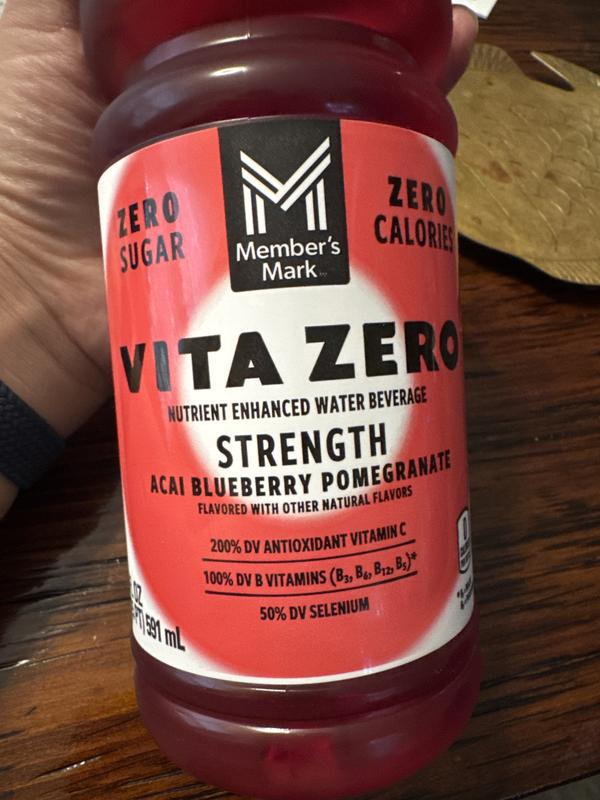 ZERO
SUGAR
Member's
Mark
ZERO
CALORIES
VITA ZERO
NUTRIENT ENHANCED WATER BEVERAGE
STRENGTH
ACAI BLUEBERRY POMEGRANATE
FLAVORED WITH OTHER NATURAL FLAVORS
200% DV ANTIOXIDANT VITAMIN C
100% DV B VITAMINS (B3, B6, B12, B5)*
50% DV SELENIUM
OZ
591 mL